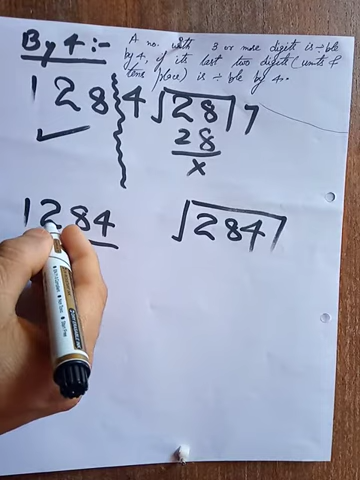 By 4:- A no. with 3 or more digits is ÷ble
by 4, if its last two digits (units &
tens place) is ÷ble by 4.
128 4√28 7
28
x
1284 √284